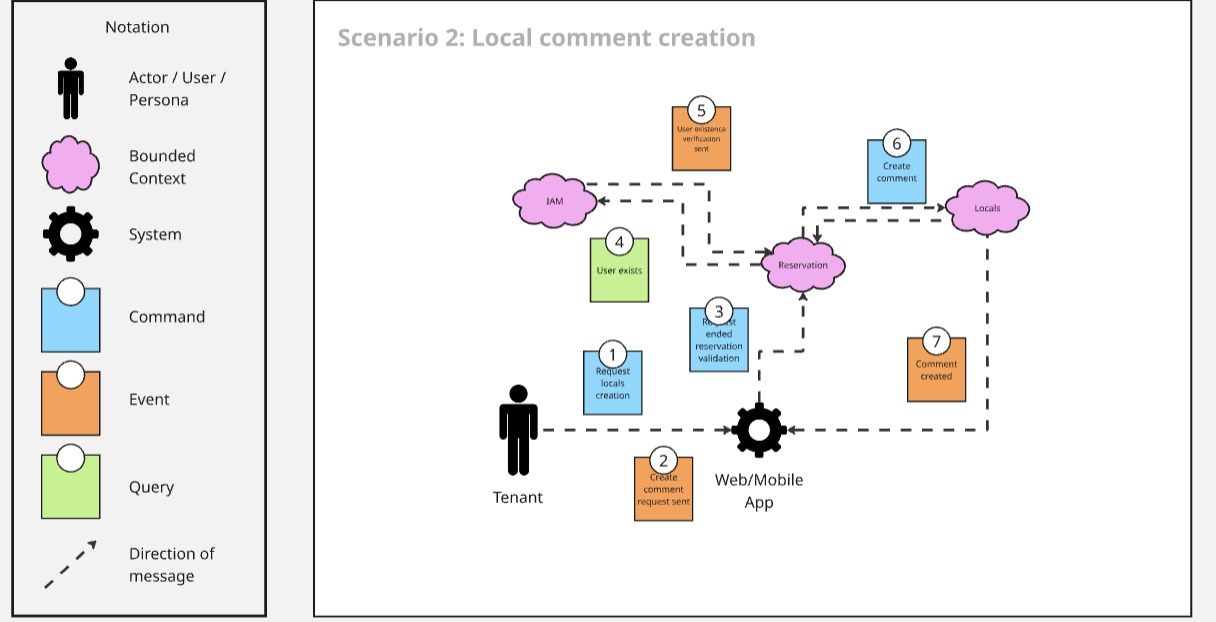 Notation
Actor / User /
Persona
Bounded
Context
System
Command
Event
Query
Direction of
message
Scenario 2: Local comment creation
5
User existence
verification
sent
6
Create
comment
IAM
Locals
4
User exists
Reservation
3
Request
ended
reservation
validation
1
Request
locals
creation
7
Comment
created
2
Create
comment
request sent
Tenant
Web/Mobile
App